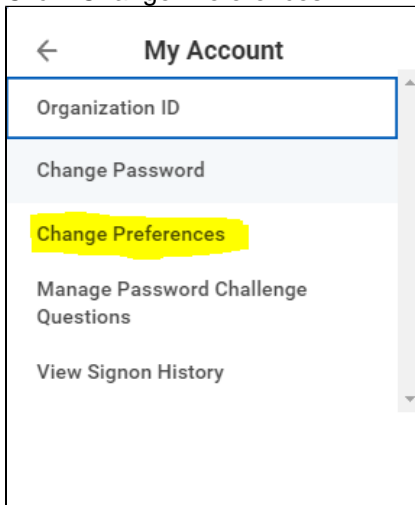 My Account
Organization ID
Change Password
Change Preferences
Manage Password Challenge
Questions
View Signon History